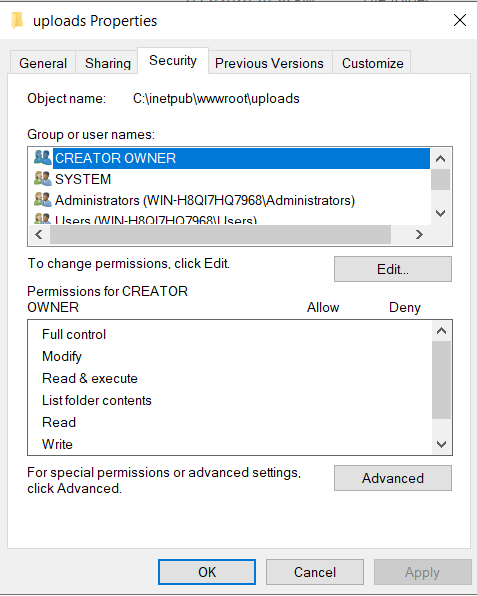 uploads Properties
General Sharing Security Previous Versions Customize
Object name: C:\inetpub\wwwroot\uploads
Group or user names:
CREATOR OWNER
SYSTEM
Administrators (WIN-H8QI7HQ7968\Administrators)
Users (WIN-H8QI7HQ7968\Users)
To change permissions, click Edit.
Edit...
Permissions for CREATOR
OWNER Allow Deny
Full control
Modify
Read & execute
List folder contents
Read
Write
For special permissions or advanced settings,
click Advanced.
Advanced
OK Cancel Apply